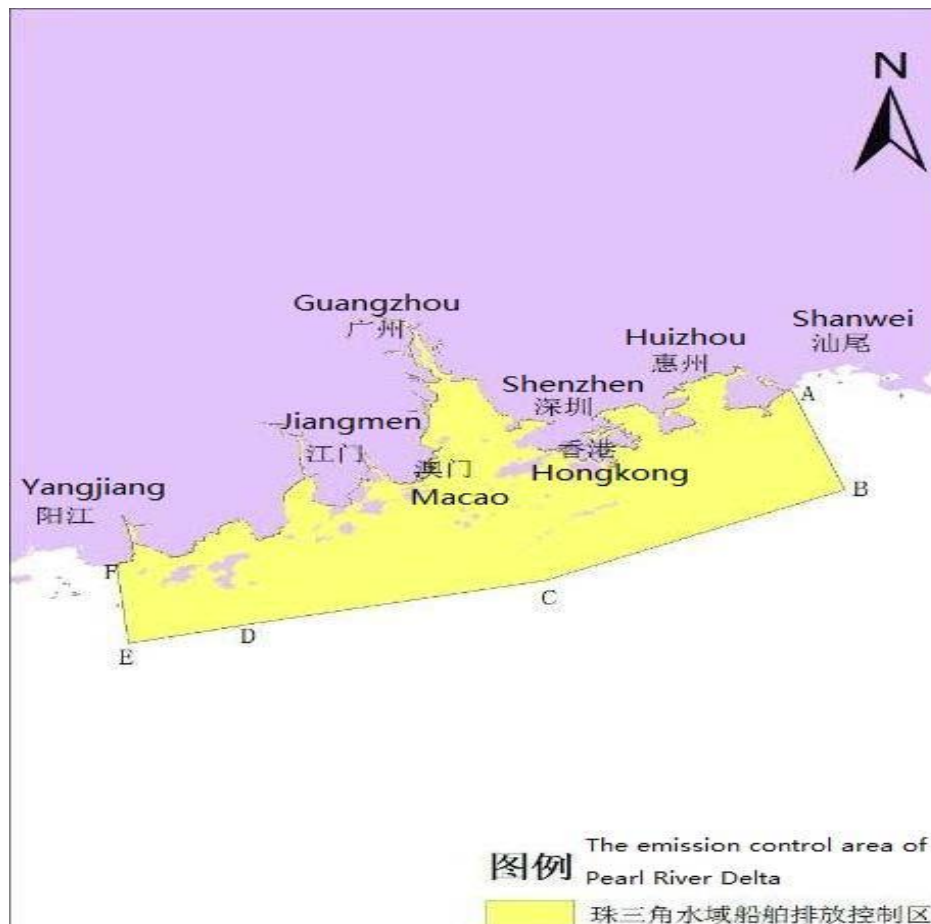 N
Guangzhou
广州
Shanwei
汕尾
Huizhou
惠州
Shenzhen
深圳
A
Jiangmen
江门
香港
Hongkong
澳门
Macao
Yangjiang
阳江
B
F
C
D
E
图例
The emission control area of
Pearl River Delta
珠三角水域船舶排放控制区